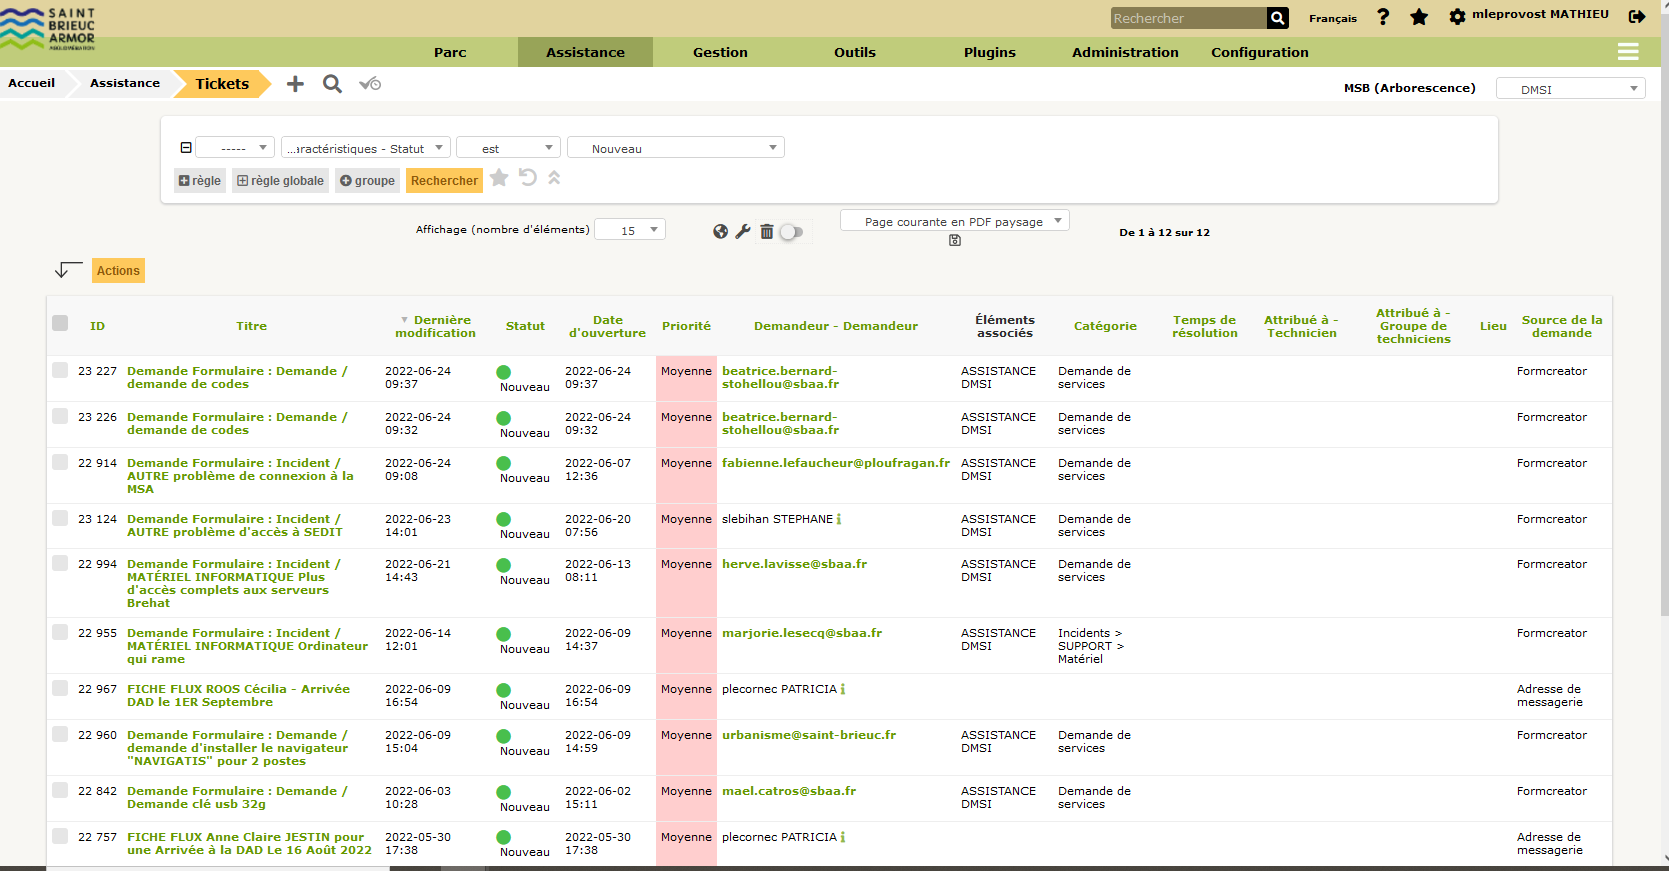 SAINT
BRIEUC
ARMOR
AGGLOMÉRATION
Rechercher
Français
mleprovost MATHIEU
Parc Assistance Gestion Outils Plugins Administration Configuration
Accueil Assistance Tickets
MSB (Arborescence) DMSI
----- ...aractéristiques - Statut est Nouveau
règle règle globale groupe Rechercher
Affichage (nombre d'éléments) 15
Page courante en PDF paysage
De 1 à 12 sur 12
Actions
ID Titre Dernière modification Statut Date d'ouverture Priorité Demandeur - Demandeur Éléments associés Catégorie Temps de résolution Attribué à - Technicien Attribué à - Groupe de techniciens Lieu Source de la demande
23 227 Demande Formulaire : Demande / demande de codes 2022-06-24 09:37 Nouveau 2022-06-24 09:37 Moyenne beatrice.bernard-stohellou@sbaa.fr ASSISTANCE DMSI Demande de services Formcreator
23 226 Demande Formulaire : Demande / demande de codes 2022-06-24 09:32 Nouveau 2022-06-24 09:32 Moyenne beatrice.bernard-stohellou@sbaa.fr ASSISTANCE DMSI Demande de services Formcreator
22 914 Demande Formulaire : Incident / AUTRE problème de connexion à la MSA 2022-06-24 09:08 Nouveau 2022-06-07 12:36 Moyenne fabienne.lefaucheur@ploufragan.fr ASSISTANCE DMSI Demande de services Formcreator
23 124 Demande Formulaire : Incident / AUTRE problème d'accès à SEDIT 2022-06-23 14:01 Nouveau 2022-06-20 07:56 Moyenne slebihan STEPHANE ASSISTANCE DMSI Demande de services Formcreator
22 994 Demande Formulaire : Incident / MATÉRIEL INFORMATIQUE Plus d'accès complets aux serveurs Brehat 2022-06-21 14:43 Nouveau 2022-06-13 08:11 Moyenne herve.lavisse@sbaa.fr ASSISTANCE DMSI Demande de services Formcreator
22 955 Demande Formulaire : Incident / MATÉRIEL INFORMATIQUE Ordinateur qui rame 2022-06-14 12:01 Nouveau 2022-06-09 14:37 Moyenne marjorie.lesecq@sbaa.fr ASSISTANCE DMSI Incidents > SUPPORT > Matériel Formcreator
22 967 FICHE FLUX ROOS Cécilia - Arrivée DAD le 1ER Septembre 2022-06-09 16:54 Nouveau 2022-06-09 16:54 Moyenne plecornec PATRICIA Adresse de messagerie
22 960 Demande Formulaire : Demande / demande d'installer le navigateur "NAVIGATIS" pour 2 postes 2022-06-09 15:04 Nouveau 2022-06-09 14:59 Moyenne urbanisme@saint-brieuc.fr ASSISTANCE DMSI Demande de services Formcreator
22 842 Demande Formulaire : Demande / Demande clé usb 32g 2022-06-03 10:28 Nouveau 2022-06-02 15:11 Moyenne mael.catros@sbaa.fr ASSISTANCE DMSI Demande de services Formcreator
22 757 FICHE FLUX Anne Claire JESTIN pour une Arrivée à la DAD Le 16 Août 2022 2022-05-30 17:38 Nouveau 2022-05-30 17:38 Moyenne plecornec PATRICIA Adresse de messagerie